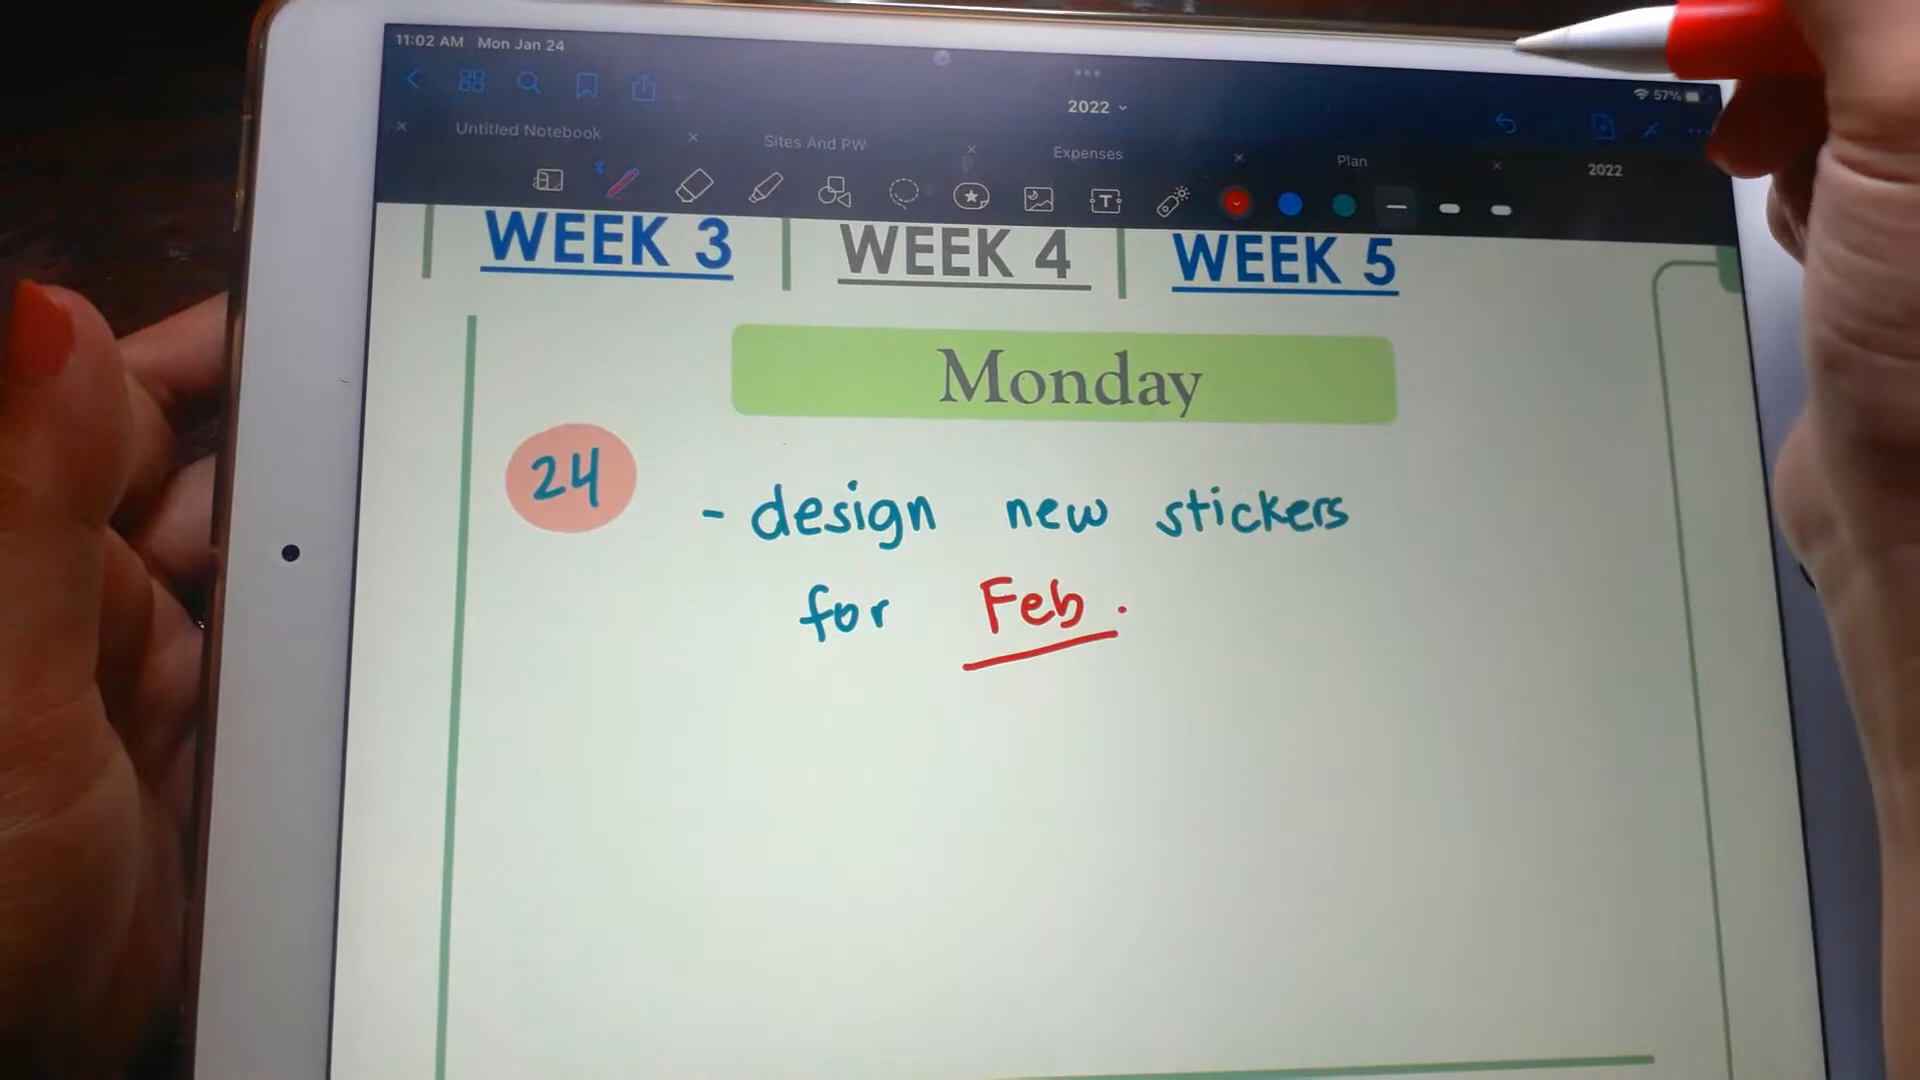 11:02 AM Mon Jan 24
57%
2022
Untitled Notebook
Sites And PW
Expenses
Plan
2022
T
WEEK 3
WEEK 4
WEEK 5
Monday
24
- design new stickers
for Feb.